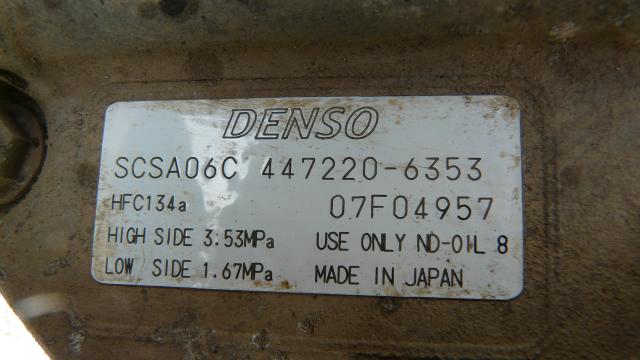 DENSO
SCSA06C 447220-6353
HFC134a 07F04957
HIGH SIDE 3.53MPa USE ONLY ND-OIL 8
LOW SIDE 1.67MPa MADE IN JAPAN